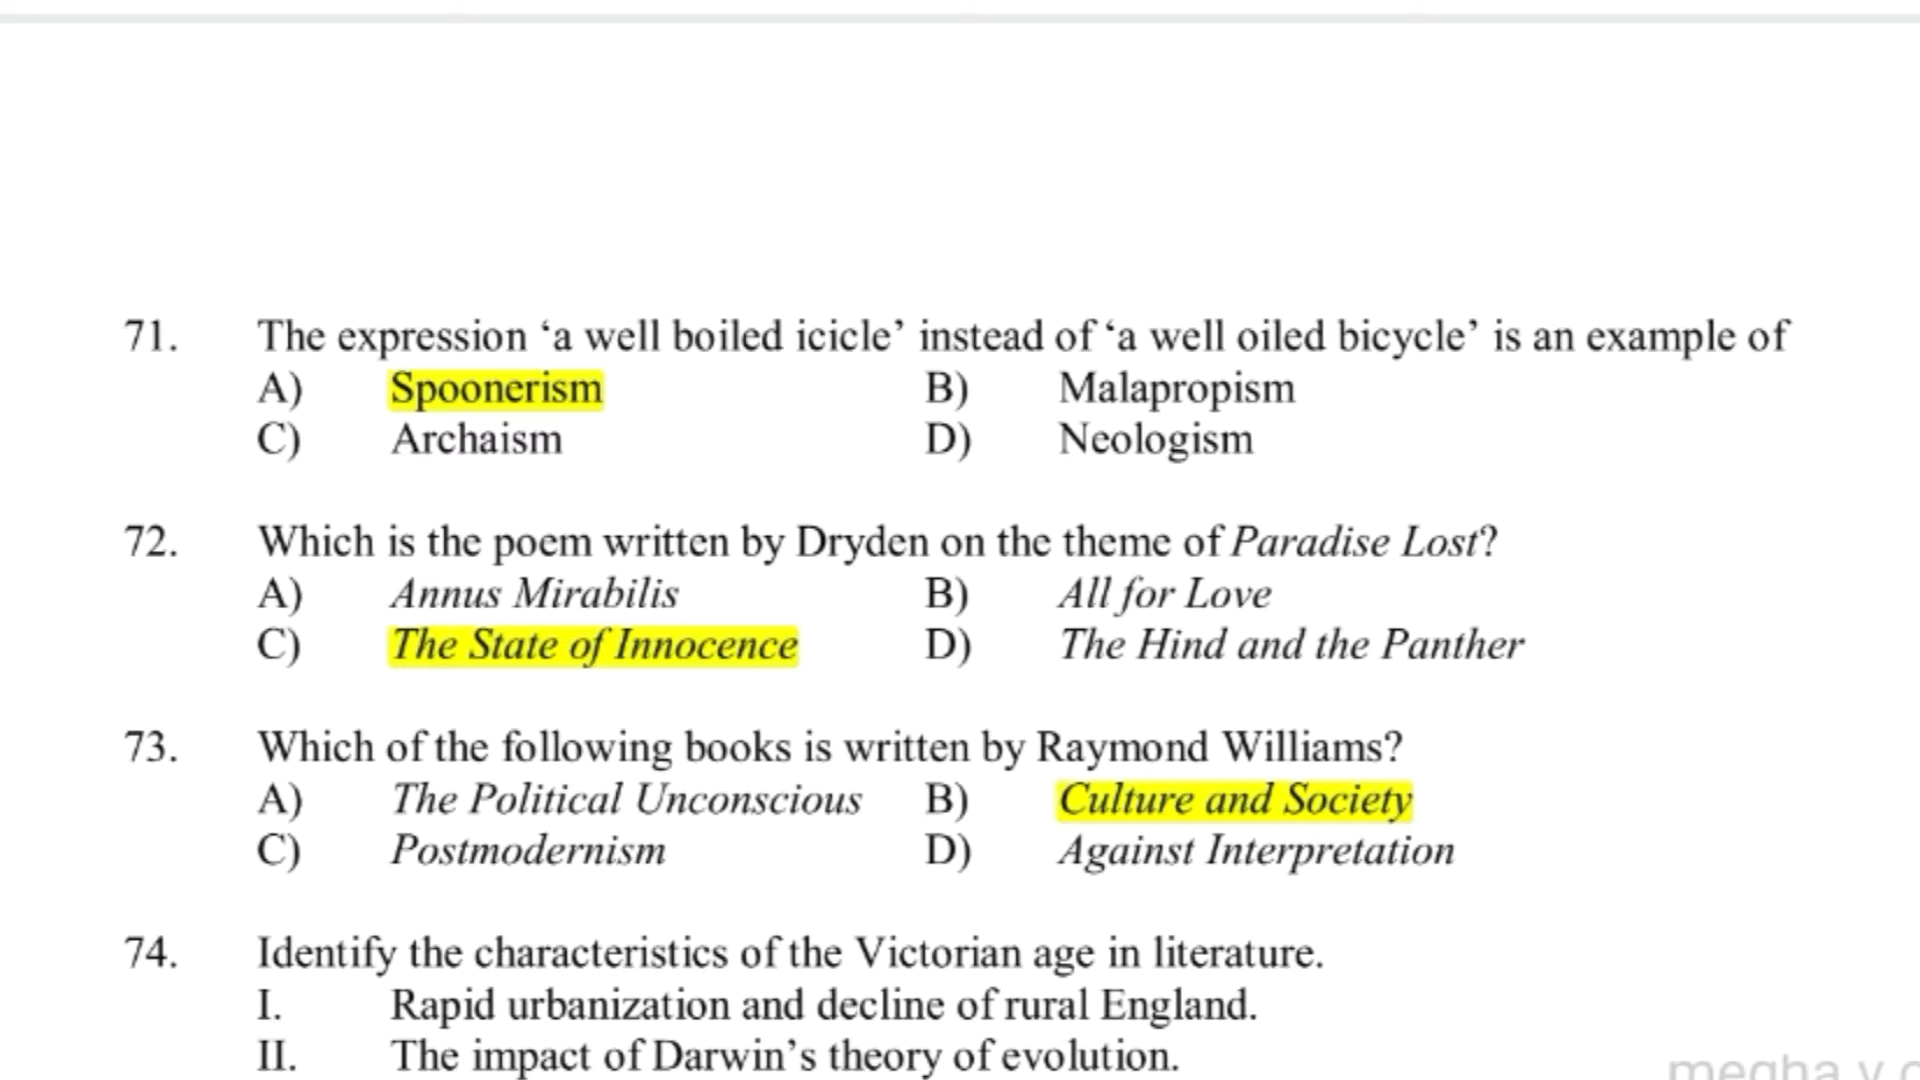 71. The expression ‘a well boiled icicle’ instead of ‘a well oiled bicycle’ is an example of
A) Spoonerism B) Malapropism
C) Archaism D) Neologism
72. Which is the poem written by Dryden on the theme of Paradise Lost?
A) Annus Mirabilis B) All for Love
C) The State of Innocence D) The Hind and the Panther
73. Which of the following books is written by Raymond Williams?
A) The Political Unconscious B) Culture and Society
C) Postmodernism D) Against Interpretation
74. Identify the characteristics of the Victorian age in literature.
I. Rapid urbanization and decline of rural England.
II. The impact of Darwin’s theory of evolution.
megha v